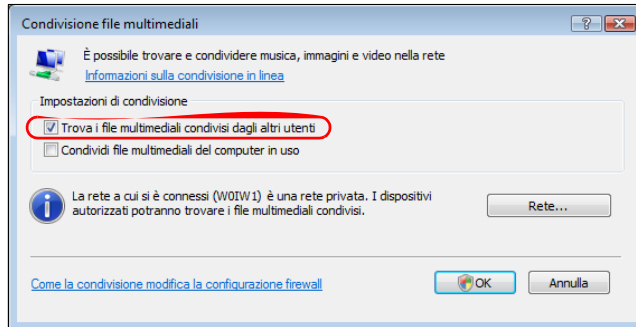 Condivisione file multimediali
È possibile trovare e condividere musica, immagini e video nella rete
Informazioni sulla condivisione in linea
Impostazioni di condivisione
Trova i file multimediali condivisi dagli altri utenti
Condividi file multimediali del computer in uso
La rete a cui si è connessi (W0IW1) è una rete privata. I dispositivi
autorizzati potranno trovare i file multimediali condivisi.
Rete...
Come la condivisione modifica la configurazione firewall
OK
Annulla